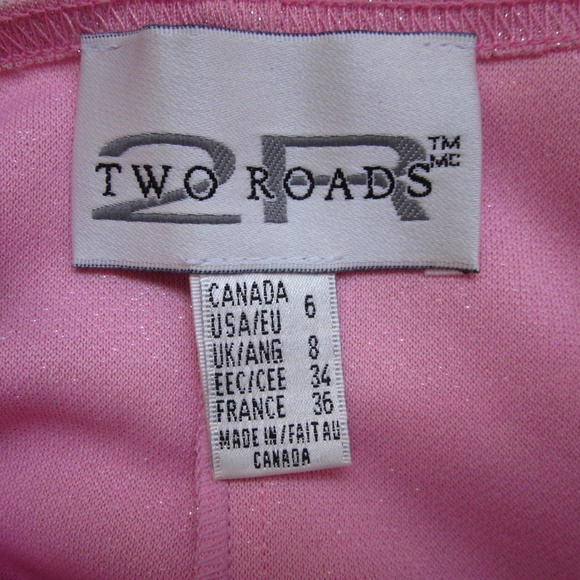 2R
TWO ROADS TM MC
CANADA
USA/EU 6
UK/ANG 8
EEC/CEE 34
FRANCE 36
MADE IN/FAIT AU
CANADA